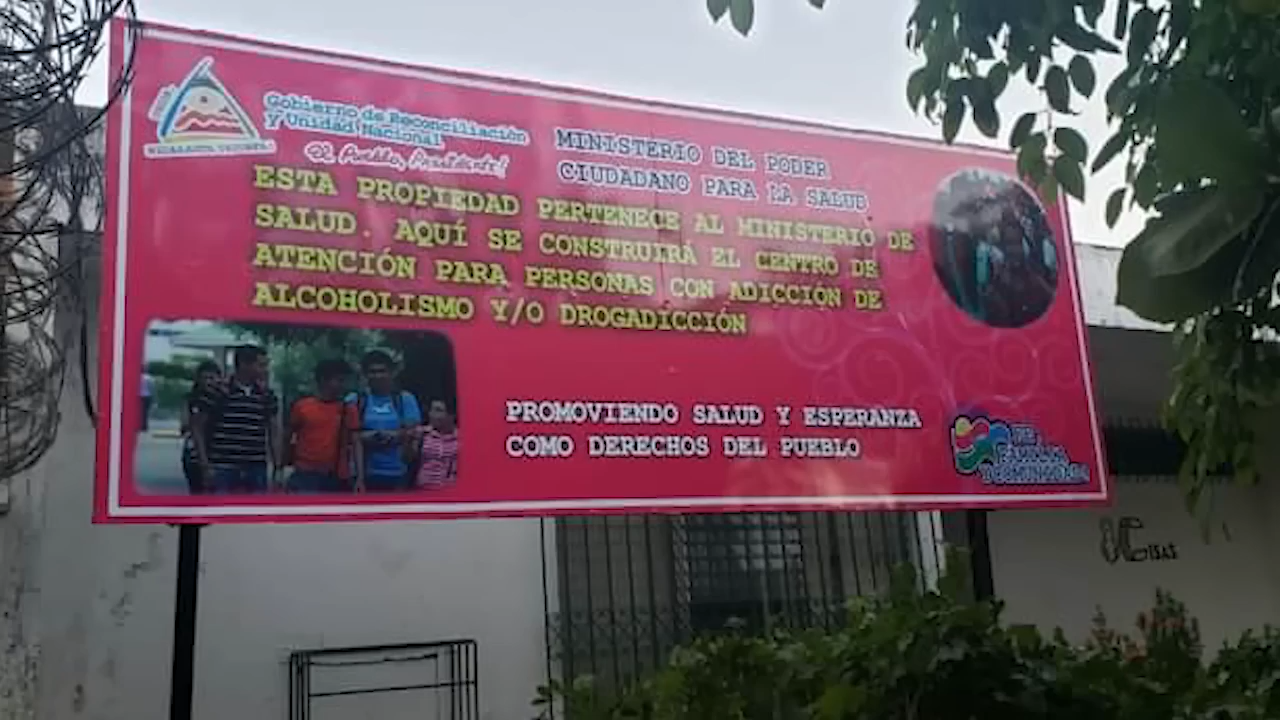 Gobierno de Reconciliación
y Unidad Nacional
El Pueblo, Presidente!
MINISTERIO DEL PODER
CIUDADANO PARA LA SALUD
ESTA PROPIEDAD PERTENECE AL MINISTERIO DE
SALUD. AQUÍ SE CONSTRUIRÁ EL CENTRO DE
ATENCIÓN PARA PERSONAS CON ADICCIÓN DE
ALCOHOLISMO Y/O DROGADICCIÓN
PROMOVIENDO SALUD Y ESPERANZA
COMO DERECHOS DEL PUEBLO
FAMILIA
Y COMUNIDAD